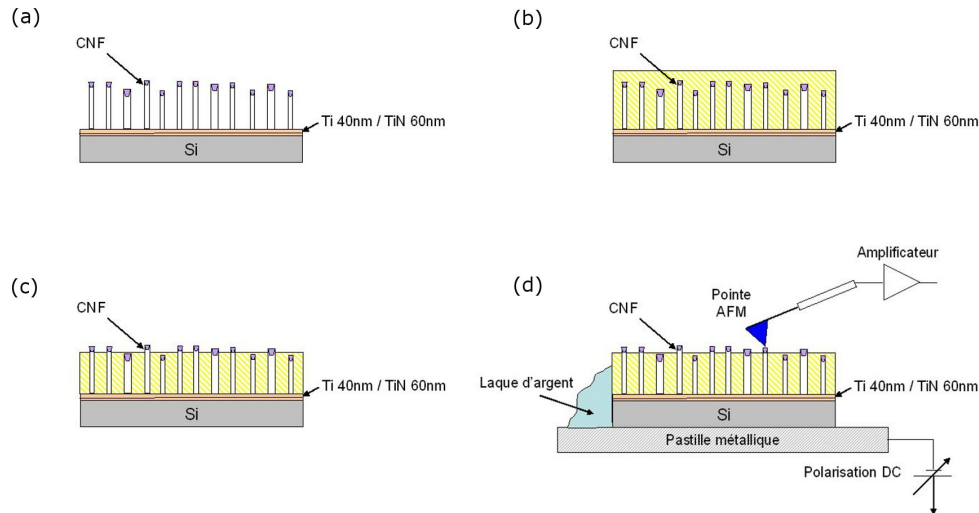 (a)
CNF
Ti 40nm / TiN 60nm
Si
(b)
CNF
Ti 40nm / TiN 60nm
Si
(c)
CNF
Ti 40nm / TiN 60nm
Si
(d)
Amplificateur
Pointe
AFM
CNF
Laque d'argent
Ti 40nm / TiN 60nm
Si
Pastille métallique
Polarisation DC